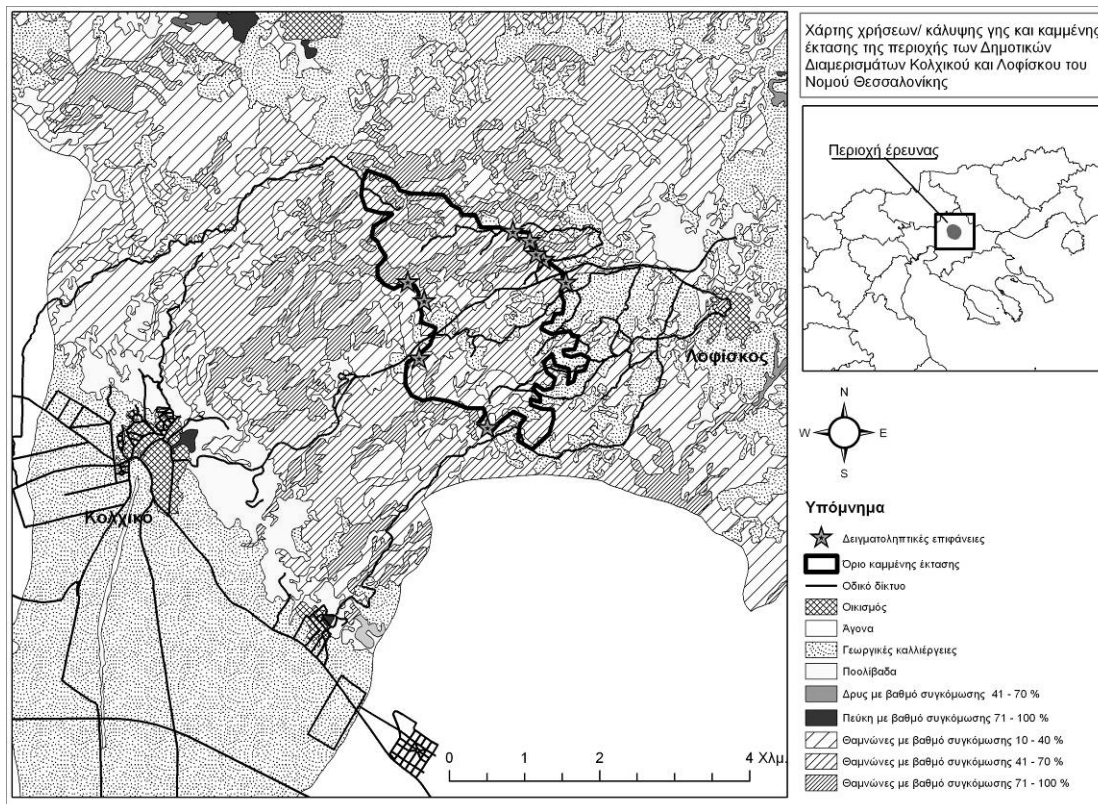 Χάρτης χρήσεων/ κάλυψης γης και καμμένης
έκτασης της περιοχής των Δημοτικών
Διαμερισμάτων Κολχικού και Λοφίσκου του
Νομού Θεσσαλονίκης
Περιοχή έρευνας
Λοφίσκος
Κολχικό
N
W
E
S
Υπόμνημα
Δειγματοληπτικές επιφάνειες
Όριο καμμένης έκτασης
Οδικό δίκτυο
Οικισμός
Άγονα
Γεωργικές καλλιέργειες
Ποολίβαδα
Δρυς με βαθμό συγκόμωσης 41 - 70 %
Πεύκη με βαθμό συγκόμωσης 71 - 100 %
Θαμνώνες με βαθμό συγκόμωσης 10 - 40 %
Θαμνώνες με βαθμό συγκόμωσης 41 - 70 %
Θαμνώνες με βαθμό συγκόμωσης 71 - 100 %
0 1 2 4 Χλμ.